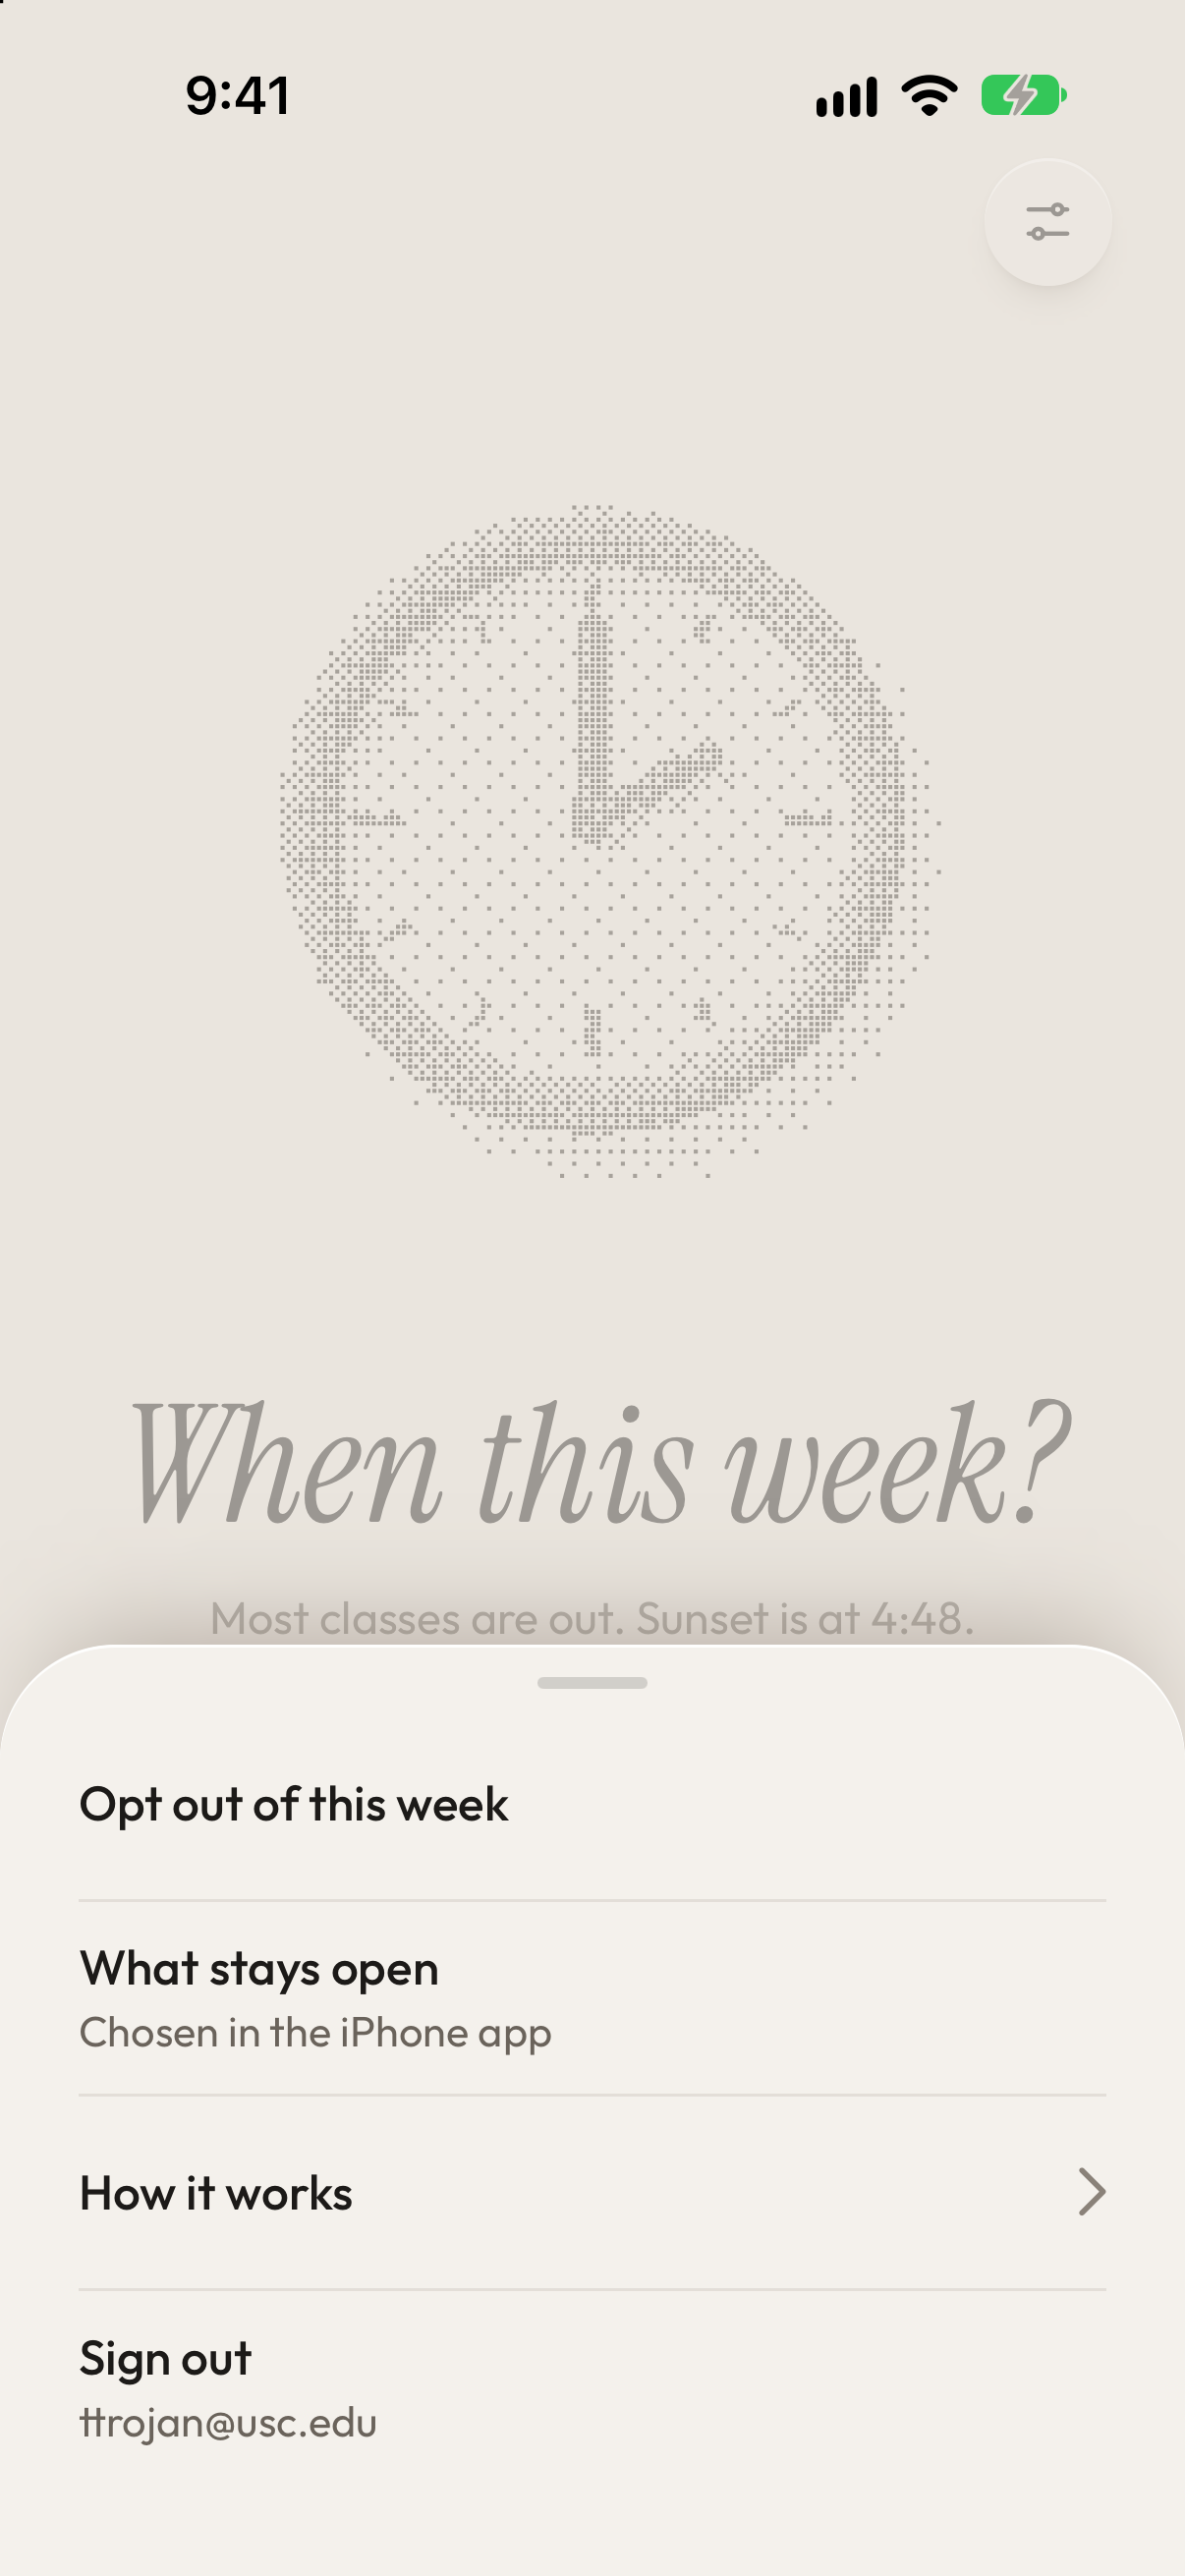 9:41
When this week?
Most classes are out. Sunset is at 4:48.
Opt out of this week
What stays open
Chosen in the iPhone app
How it works
Sign out
ttrojan@usc.edu